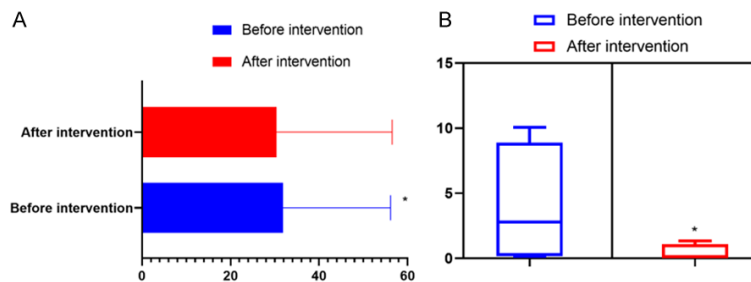 A
Before intervention
After intervention
After intervention
Before intervention
*
0
20
40
60
B
Before intervention
After intervention
15
10
5
0
*